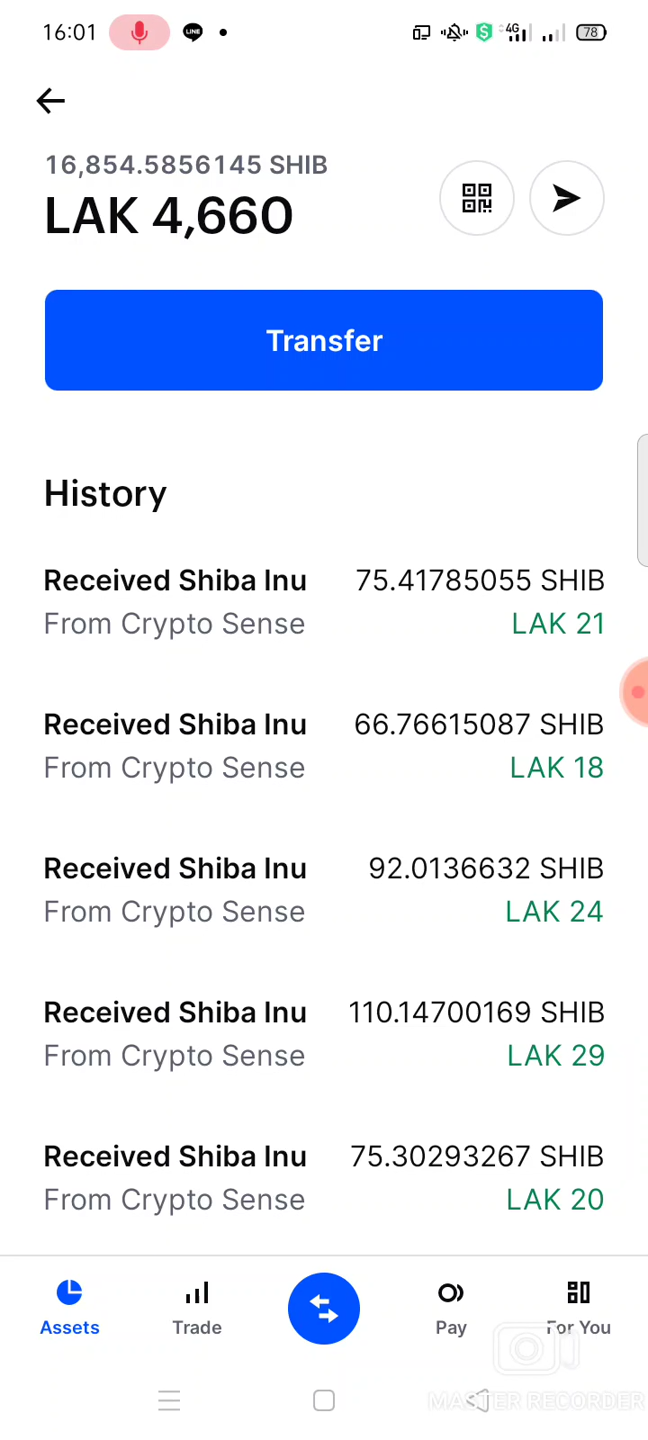 16:01
LINE
4G
78
16,854.5856145 SHIB
LAK 4,660
Transfer
History
Received Shiba Inu 75.41785055 SHIB
From Crypto Sense LAK 21
Received Shiba Inu 66.76615087 SHIB
From Crypto Sense LAK 18
Received Shiba Inu 92.0136632 SHIB
From Crypto Sense LAK 24
Received Shiba Inu 110.14700169 SHIB
From Crypto Sense LAK 29
Received Shiba Inu 75.30293267 SHIB
From Crypto Sense LAK 20
Assets Trade Pay For You
MASTER RECORDER